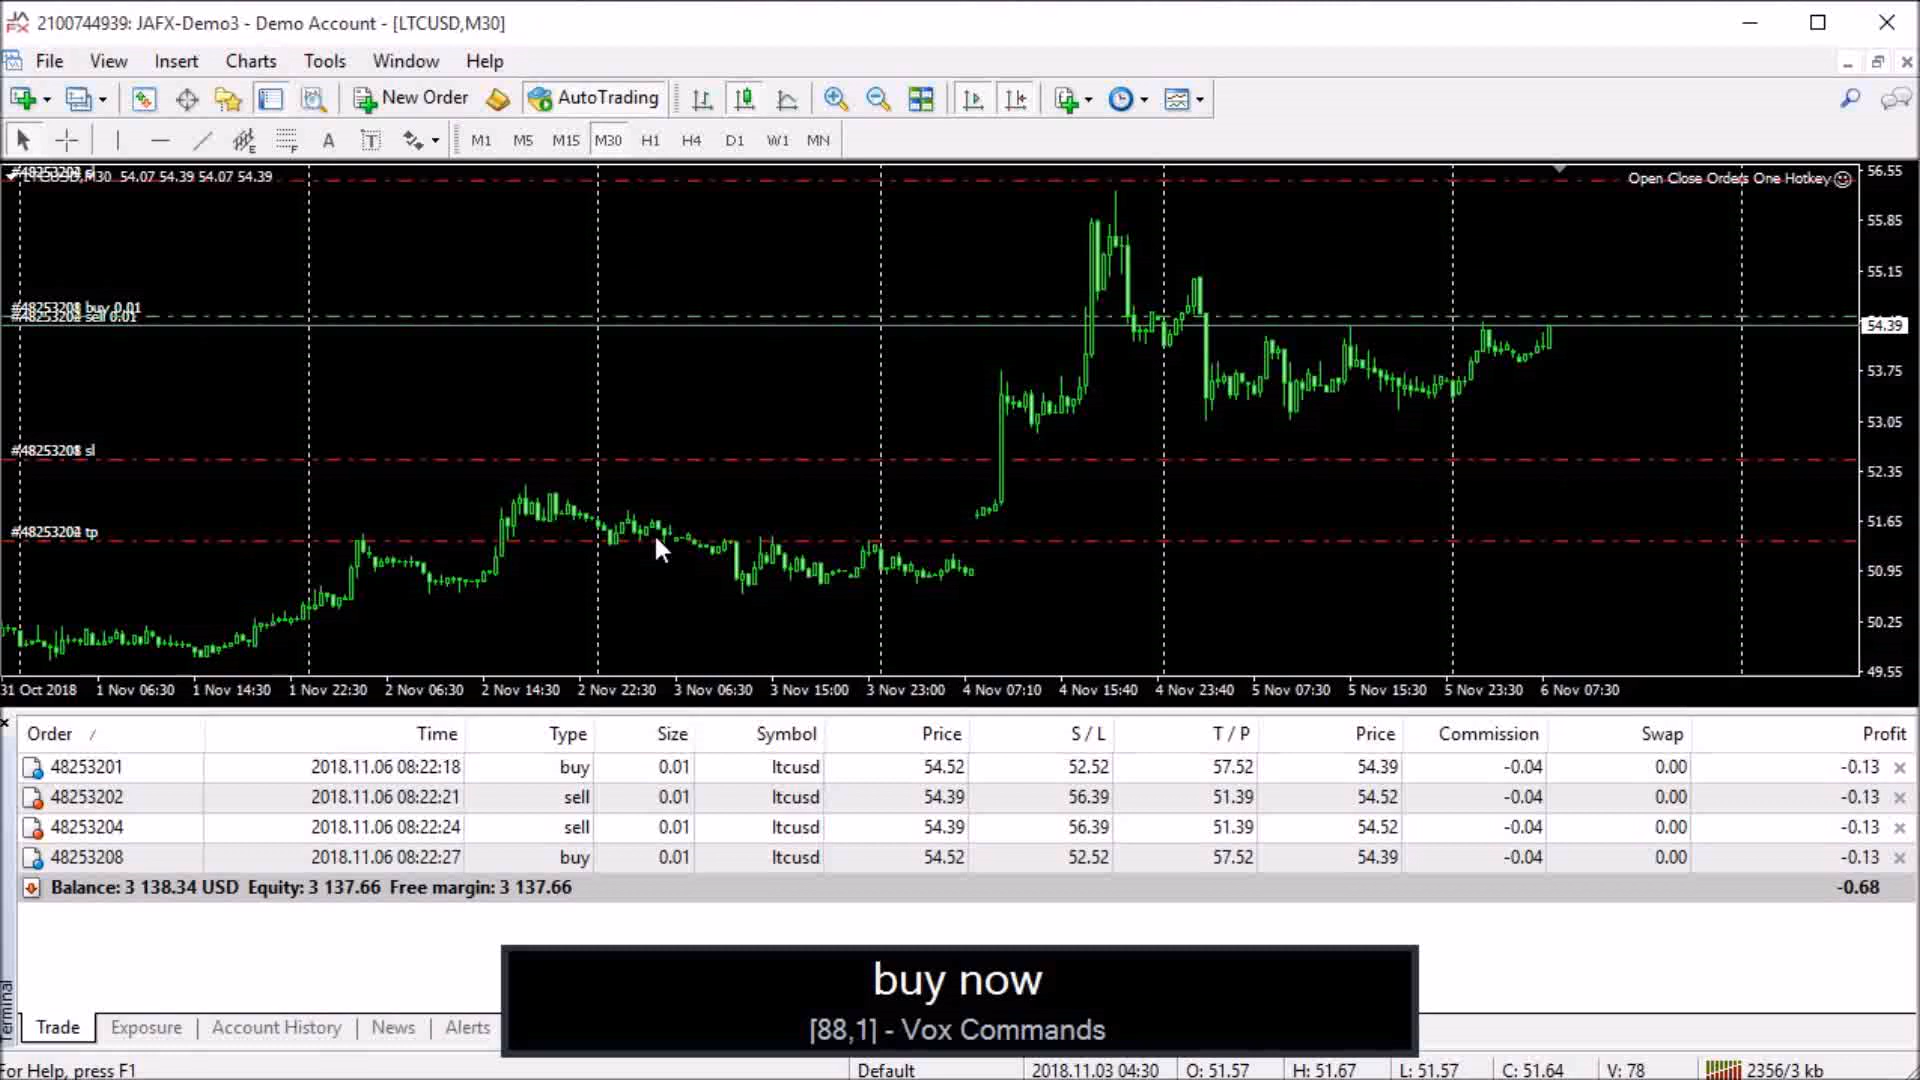 2100744939: JAFX-Demo3 - Demo Account - [LTCUSD,M30]
File View Insert Charts Tools Window Help
New Order AutoTrading
A T M1 M5 M15 M30 H1 H4 D1 W1 MN
54.07 54.39 54.07 54.39
Open Close Orders One Hotkey
56.55
55.85
55.15
54.39
53.75
53.05
52.35
51.65
50.95
50.25
49.55
buy 0.01
sell 0.01
sl
tp
31 Oct 2018 1 Nov 06:30 1 Nov 14:30 1 Nov 22:30 2 Nov 06:30 2 Nov 14:30 2 Nov 22:30 3 Nov 06:30 3 Nov 15:00 3 Nov 23:00 4 Nov 07:10 4 Nov 15:40 4 Nov 23:40 5 Nov 07:30 5 Nov 15:30 5 Nov 23:30 6 Nov 07:30
Order / Time Type Size Symbol Price S / L T / P Price Commission Swap Profit
48253201 2018.11.06 08:22:18 buy 0.01 ltcusd 54.52 52.52 57.52 54.39 -0.04 0.00 -0.13
48253202 2018.11.06 08:22:21 sell 0.01 ltcusd 54.39 56.39 51.39 54.52 -0.04 0.00 -0.13
48253204 2018.11.06 08:22:24 sell 0.01 ltcusd 54.39 56.39 51.39 54.52 -0.04 0.00 -0.13
48253208 2018.11.06 08:22:27 buy 0.01 ltcusd 54.52 52.52 57.52 54.39 -0.04 0.00 -0.13
Balance: 3 138.34 USD Equity: 3 137.66 Free margin: 3 137.66 -0.68
buy now
[88,1] - Vox Commands
Terminal
Trade Exposure Account History News Alerts
For Help, press F1 Default 2018.11.03 04:30 O: 51.57 H: 51.67 L: 51.57 C: 51.64 V: 78 2356/3 kb